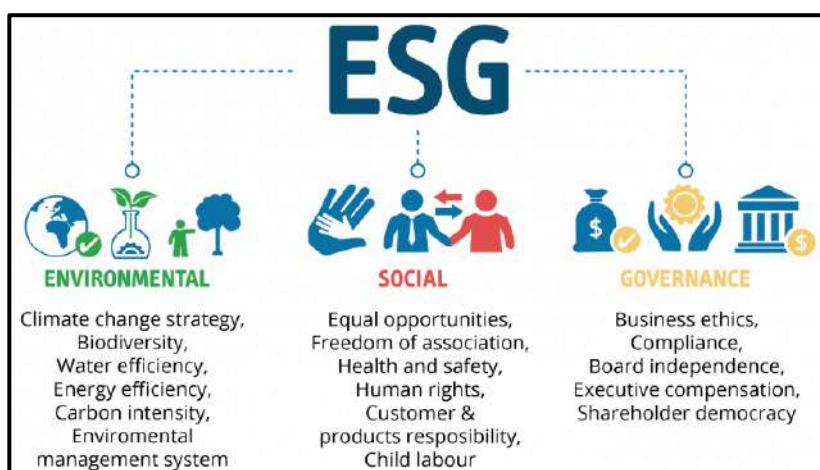 ESG
ENVIRONMENTAL
Climate change strategy,
Biodiversity,
Water efficiency,
Energy efficiency,
Carbon intensity,
Enviromental
management system
SOCIAL
Equal opportunities,
Freedom of association,
Health and safety,
Human rights,
Customer &
products resposibility,
Child labour
$
$
GOVERNANCE
Business ethics,
Compliance,
Board independence,
Executive compensation,
Shareholder democracy